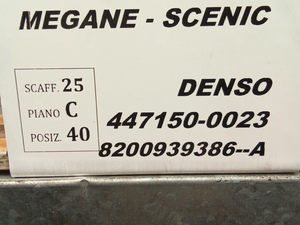 MEGANE - SCENIC
SCAFF. 25
PIANO C
POSIZ. 40
DENSO
447150-0023
8200939386--A